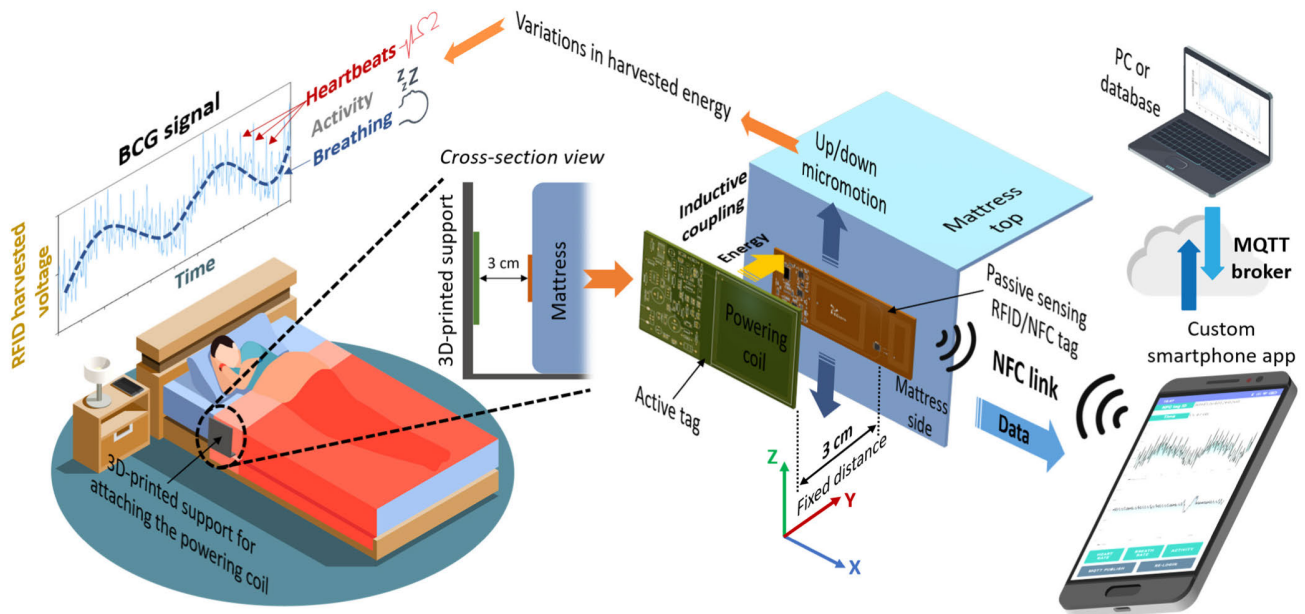 BCG signal
Heartbeats
Activity
Breathing
zzZZ
RFID harvested
voltage
Time
Variations in harvested energy
Cross-section view
3D-printed support
3 cm
Mattress
3D-printed support for
attaching the powering coil
Up/down
micromotion
Mattress
top
Inductive
coupling
Energy
Powering
coil
Active
tag
Passive sensing
RFID/NFC tag
Mattress
side
NFC link
Data
3 cm
Fixed distance
Z
Y
X
PC or
database
MQTT
broker
Custom
smartphone app
HEART
RATE
BREATH
RATE
ACTIVITY
MQTT PUBLISH